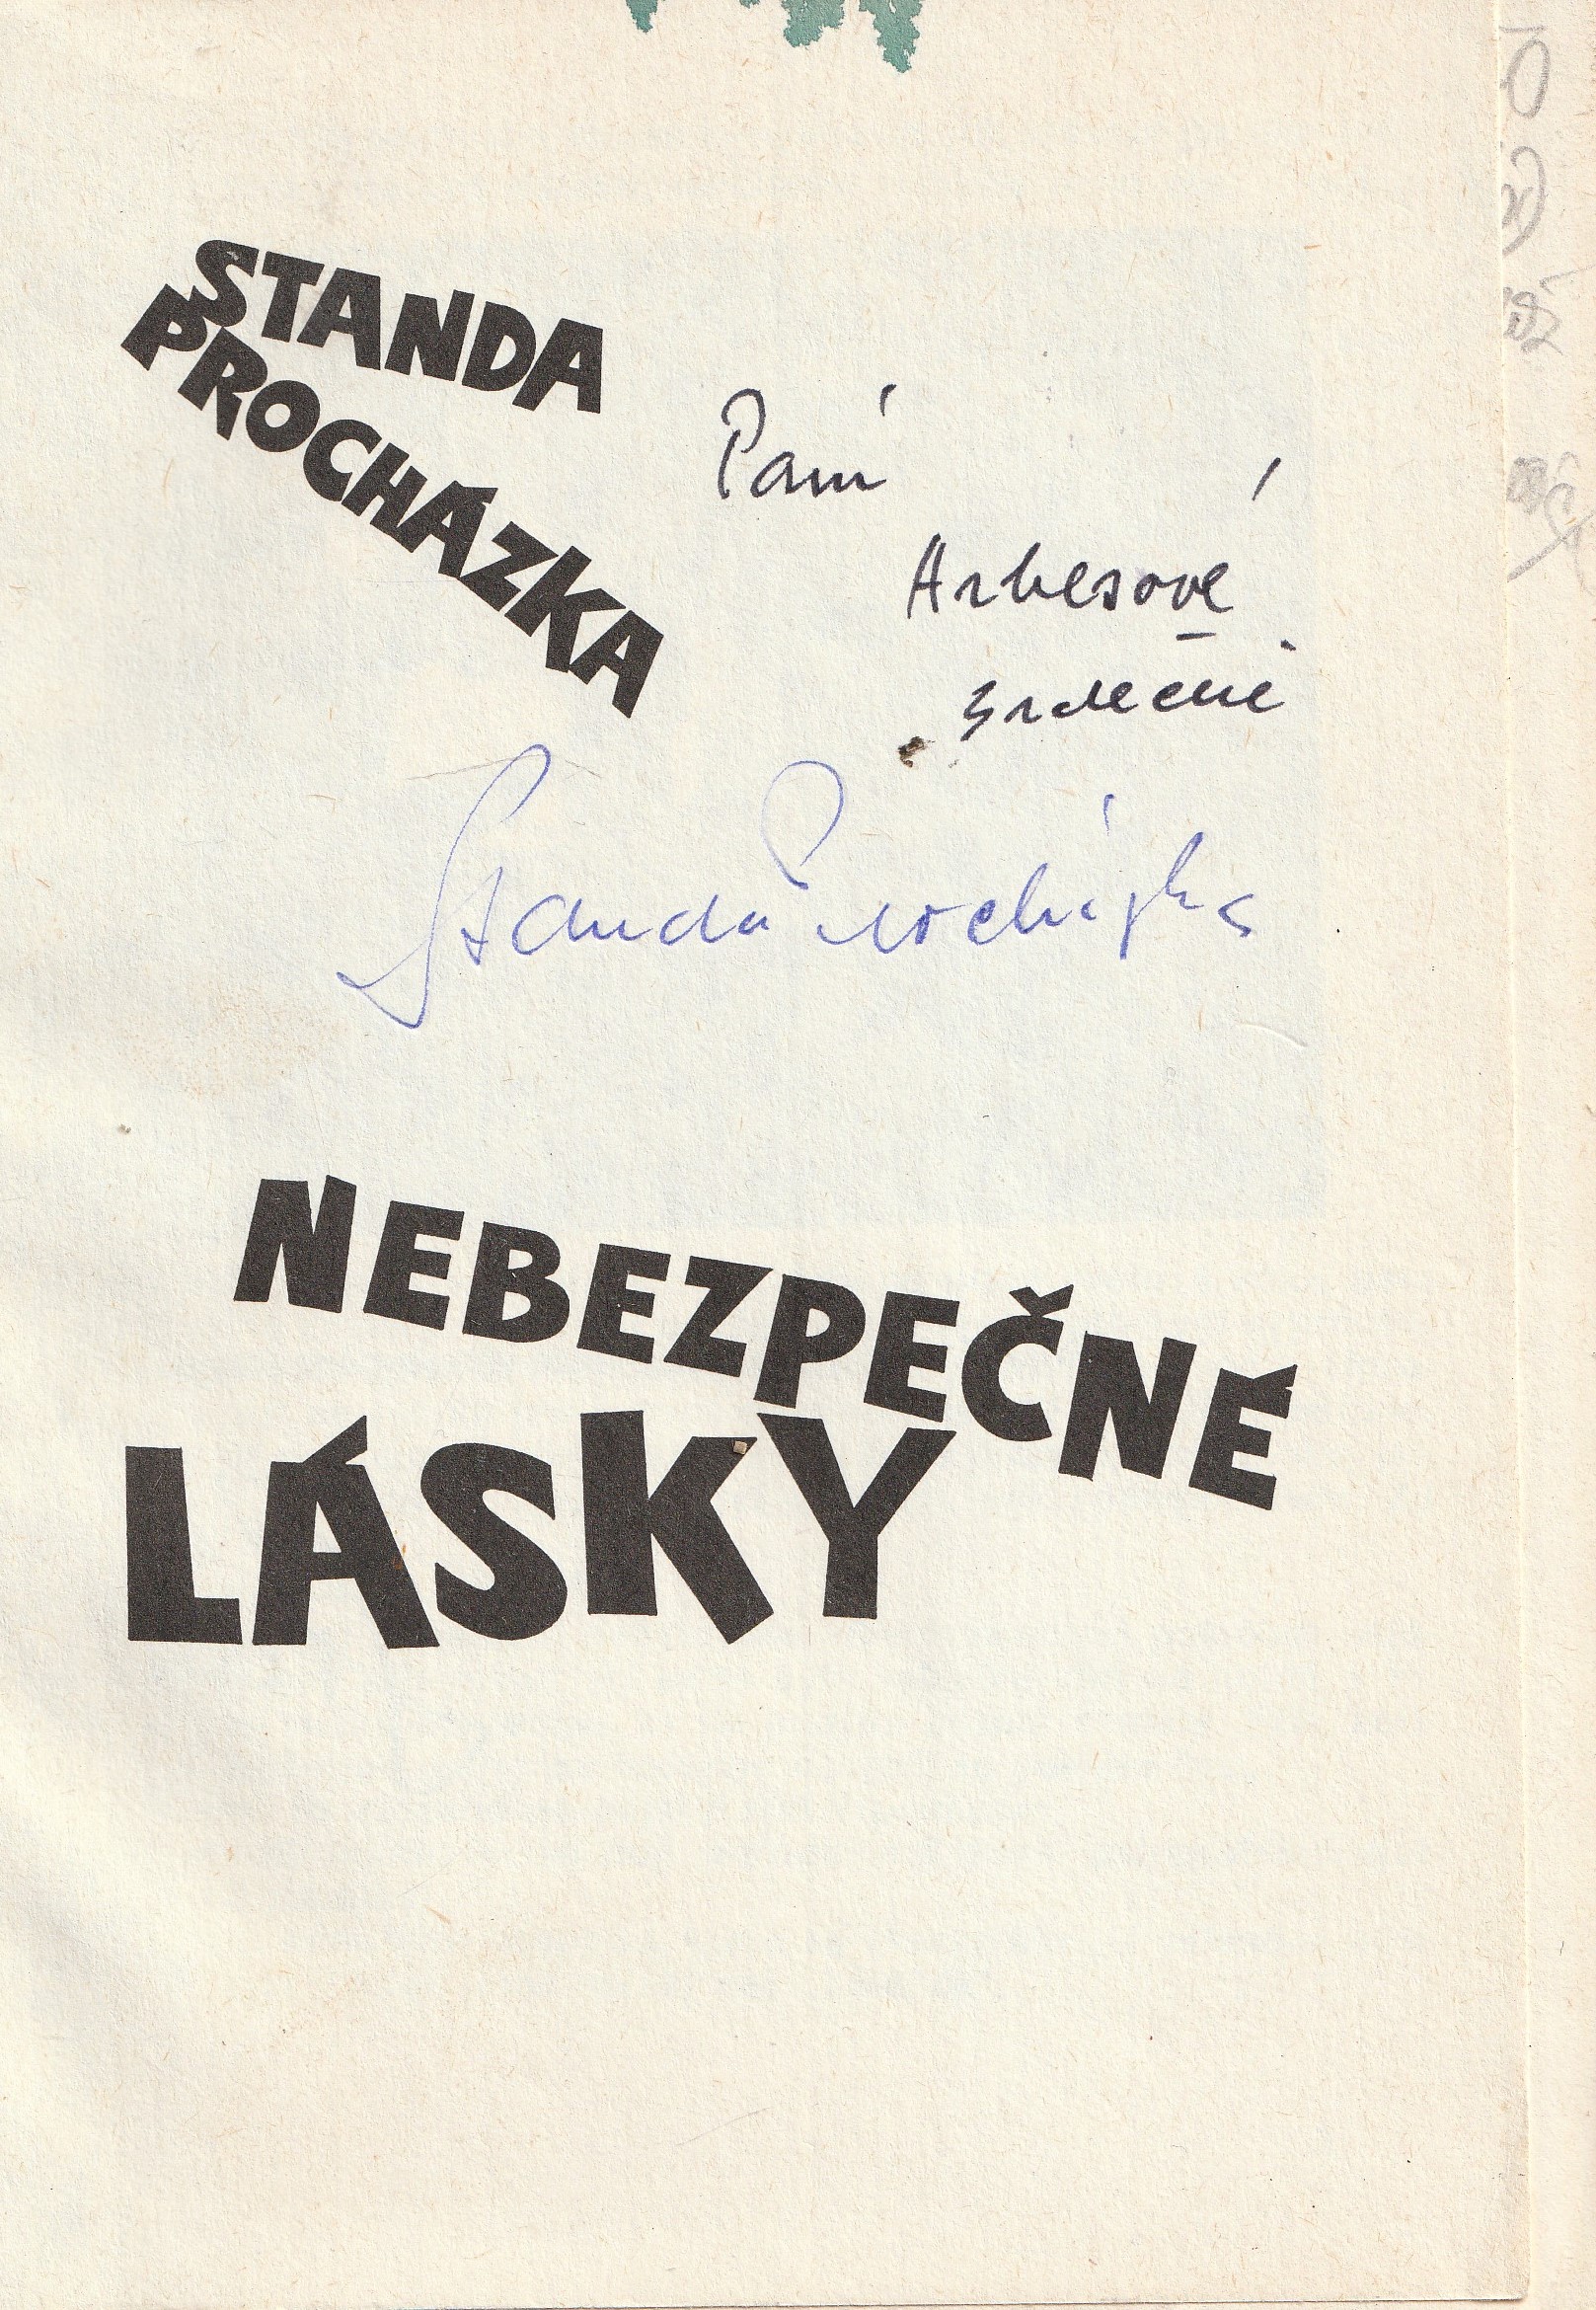 STANDA
PROCHÁZKA
Paní
Arbesové
srdečně
Standa Procházka
NEBEZPEČNÉ
LÁSKY